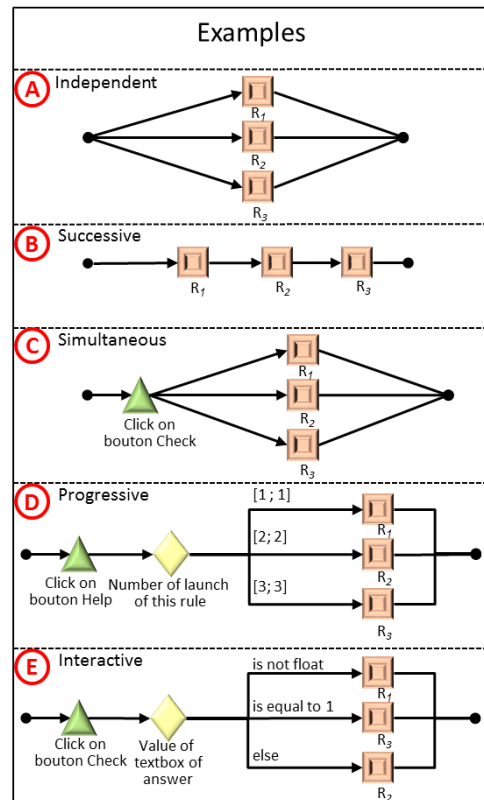 Examples
A Independent
R1
R2
R3
B Successive
R1 R2 R3
C Simultaneous
R1
R2
R3
Click on
bouton Check
D Progressive
[1 ; 1]
R1
[2; 2]
R2
[3; 3]
R3
Click on
bouton Help
Number of launch
of this rule
E Interactive
is not float
R1
is equal to 1
R3
else
R2
Click on
bouton Check
Value of
textbox of
answer